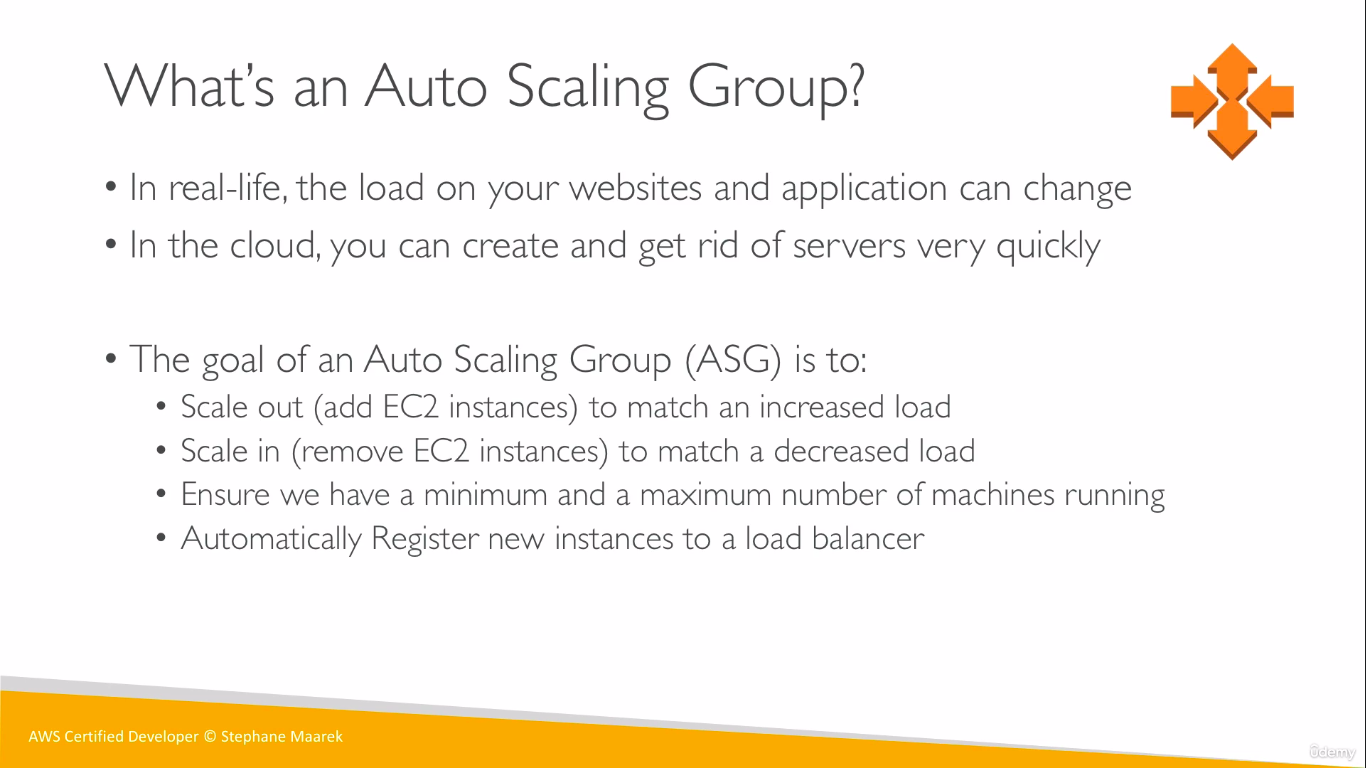 What's an Auto Scaling Group?
• In real-life, the load on your websites and application can change
• In the cloud, you can create and get rid of servers very quickly
• The goal of an Auto Scaling Group (ASG) is to:
• Scale out (add EC2 instances) to match an increased load
• Scale in (remove EC2 instances) to match a decreased load
• Ensure we have a minimum and a maximum number of machines running
• Automatically Register new instances to a load balancer
AWS Certified Developer © Stephane Maarek
ûdemy